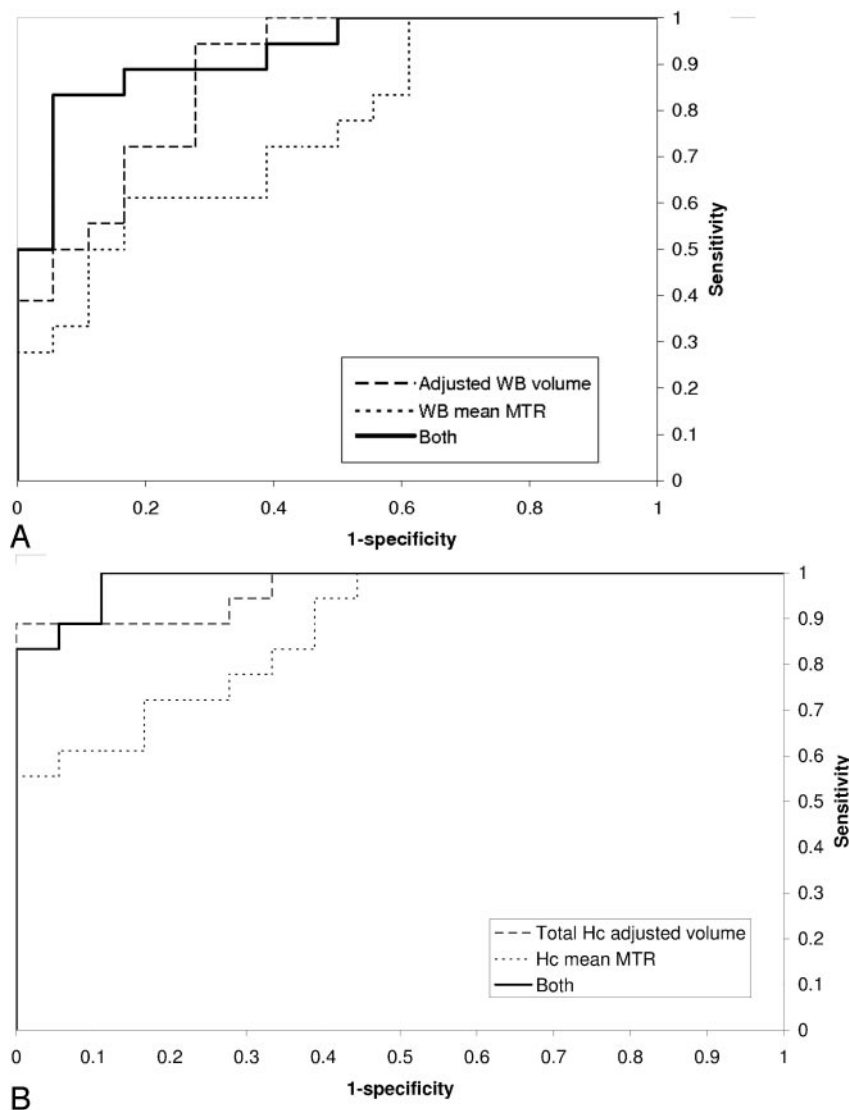 1
0.9
0.8
0.7
0.6
0.5
0.4
0.3
0.2
0.1
0
Sensitivity
Adjusted WB volume
WB mean MTR
Both
0 0.2 0.4 0.6 0.8 1
1-specificity
A
1
0.9
0.8
0.7
0.6
0.5
0.4
0.3
0.2
0.1
0
Sensitivity
Total Hc adjusted volume
Hc mean MTR
Both
0 0.1 0.2 0.3 0.4 0.5 0.6 0.7 0.8 0.9 1
1-specificity
B